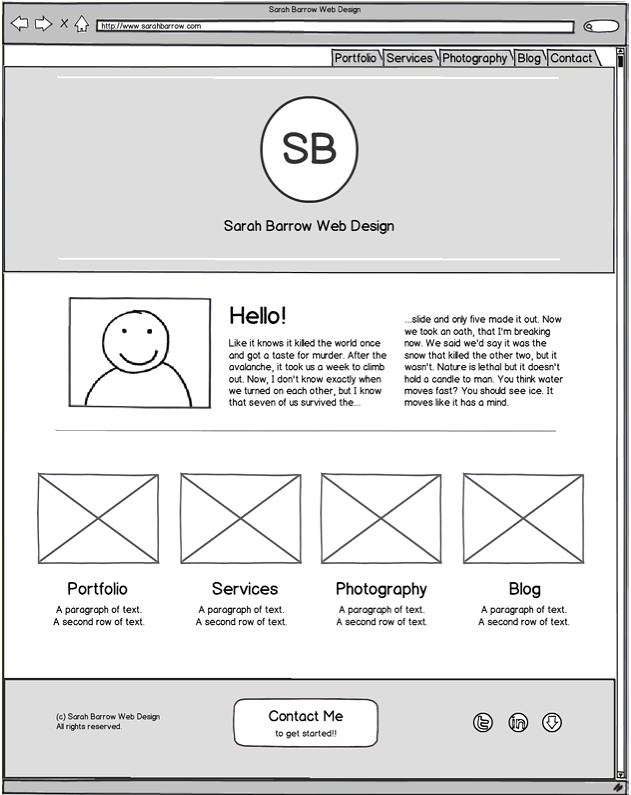 Sarah Barrow Web Design
X
http://www.sarahbarrow.com
Portfolio Services Photography Blog Contact
SB
Sarah Barrow Web Design
Hello!
Like it knows it killed the world once
and got a taste for murder. After the
avalanche, it took us a week to climb
out. Now, I don't know exactly when
we turned on each other, but I know
that seven of us survived the...
...slide and only five made it out. Now
we took an oath, that I'm breaking
now. We said we'd say it was the
snow that killed the other two, but it
wasn't. Nature is lethal but it doesn't
hold a candle to man. You think water
moves fast? You should see ice. It
moves like it has a mind.
Portfolio
A paragraph of text.
A second row of text.
Services
A paragraph of text.
A second row of text.
Photography
A paragraph of text.
A second row of text.
Blog
A paragraph of text.
A second row of text.
(c) Sarah Barrow Web Design
All rights reserved.
Contact Me
to get started!!
t in